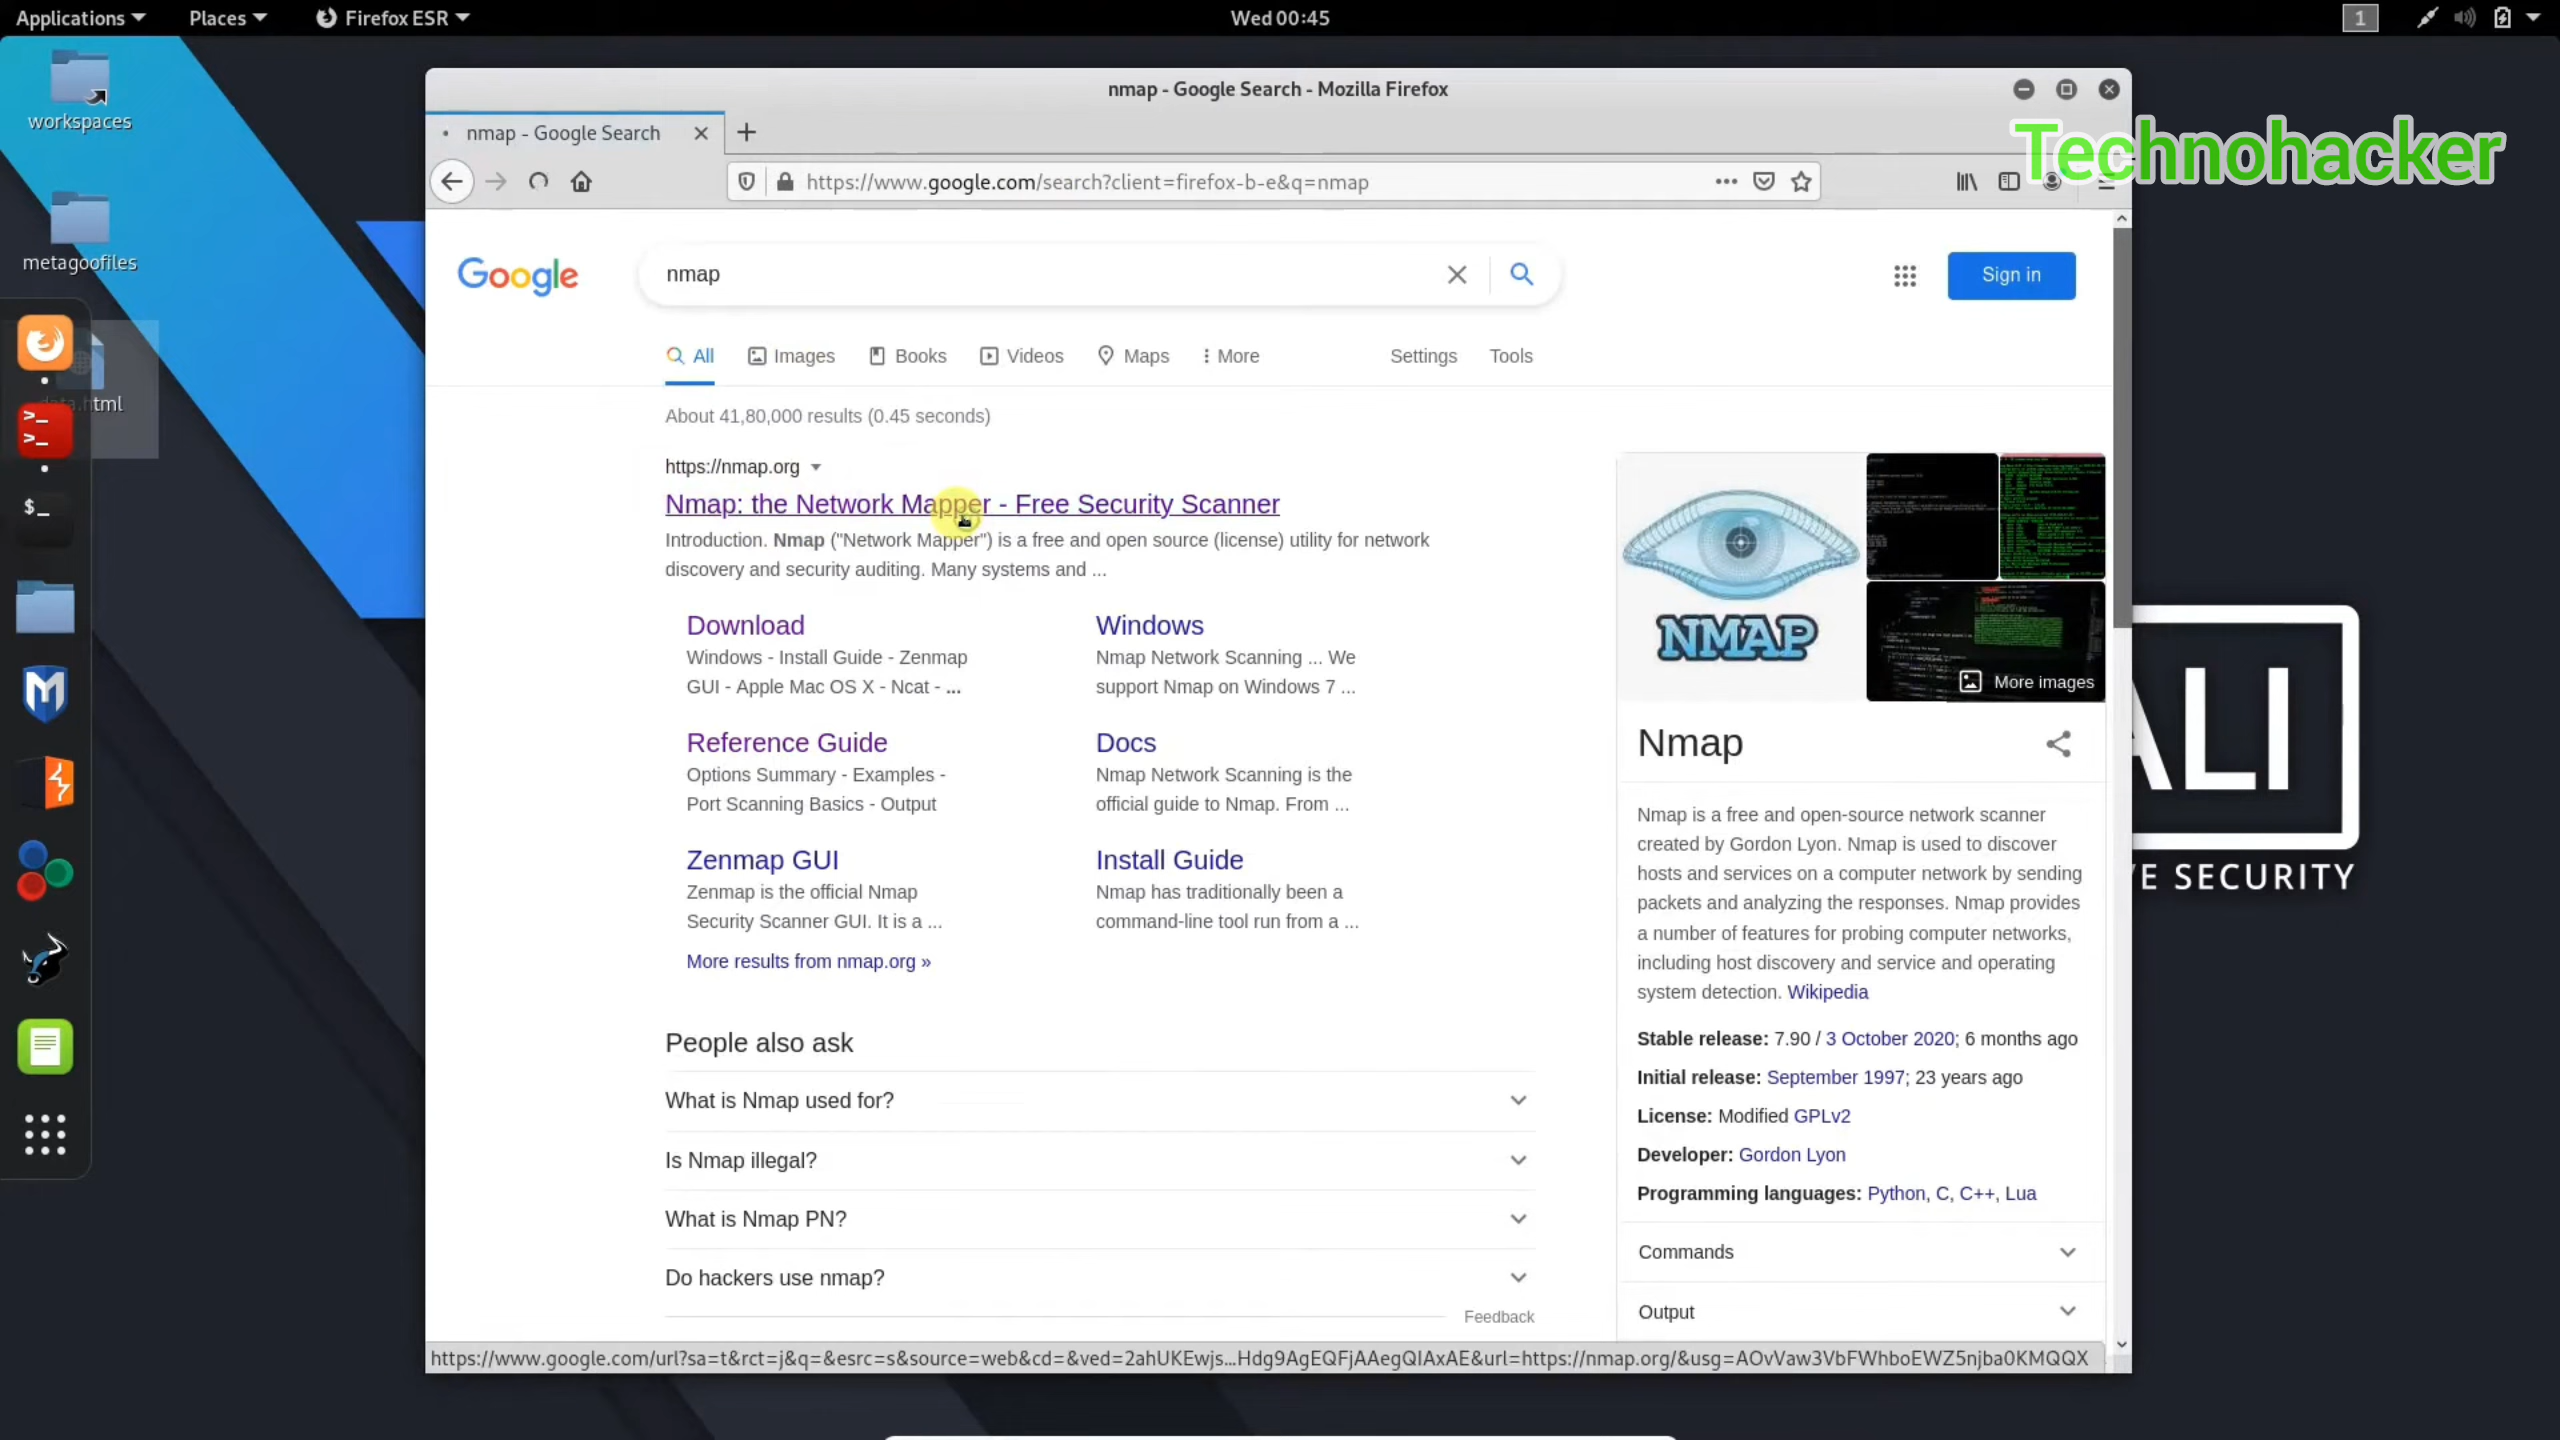 Applications
Places
Firefox ESR
Wed 00:45
1
workspaces
metagoofiles
data.html
nmap - Google Search - Mozilla Firefox
nmap - Google Search
Technohacker
https://www.google.com/search?client=firefox-b-e&q=nmap
Google
nmap
Sign in
All
Images
Books
Videos
Maps
More
Settings
Tools
About 41,80,000 results (0.45 seconds)
https://nmap.org
Nmap: the Network Mapper - Free Security Scanner
Introduction. Nmap ("Network Mapper") is a free and open source (license) utility for network
discovery and security auditing. Many systems and ...
Download
Windows - Install Guide - Zenmap
GUI - Apple Mac OS X - Ncat - ...
Windows
Nmap Network Scanning ... We
support Nmap on Windows 7 ...
Reference Guide
Options Summary - Examples -
Port Scanning Basics - Output
Docs
Nmap Network Scanning is the
official guide to Nmap. From ...
Zenmap GUI
Zenmap is the official Nmap
Security Scanner GUI. It is a ...
Install Guide
Nmap has traditionally been a
command-line tool run from a ...
More results from nmap.org »
People also ask
What is Nmap used for?
Is Nmap illegal?
What is Nmap PN?
Do hackers use nmap?
Feedback
NMAP
More images
Nmap
Nmap is a free and open-source network scanner
created by Gordon Lyon. Nmap is used to discover
hosts and services on a computer network by sending
packets and analyzing the responses. Nmap provides
a number of features for probing computer networks,
including host discovery and service and operating
system detection. Wikipedia
Stable release: 7.90 / 3 October 2020; 6 months ago
Initial release: September 1997; 23 years ago
License: Modified GPLv2
Developer: Gordon Lyon
Programming languages: Python, C, C++, Lua
Commands
Output
ALI
VE SECURITY
https://www.google.com/url?sa=t&rct=j&q=&esrc=s&source=web&cd=&ved=2ahUKEwjs...Hdg9AgEQFjAAegQIAxAE&url=https://nmap.org/&usg=AOvVaw3VbFWhboEWZ5njba0KMQQX